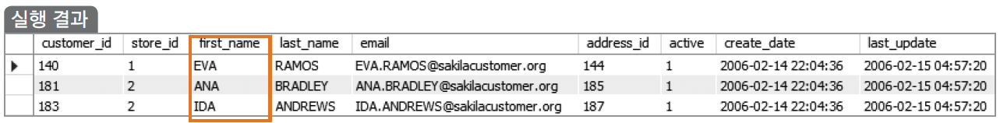 실행 결과
customer_id store_id first_name last_name email address_id active create_date last_update
140 1 EVA RAMOS EVA.RAMOS@sakilacustomer.org 144 1 2006-02-14 22:04:36 2006-02-15 04:57:20
181 2 ANA BRADLEY ANA.BRADLEY@sakilacustomer.org 185 1 2006-02-14 22:04:36 2006-02-15 04:57:20
183 2 IDA ANDREWS IDA.ANDREWS@sakilacustomer.org 187 1 2006-02-14 22:04:36 2006-02-15 04:57:20